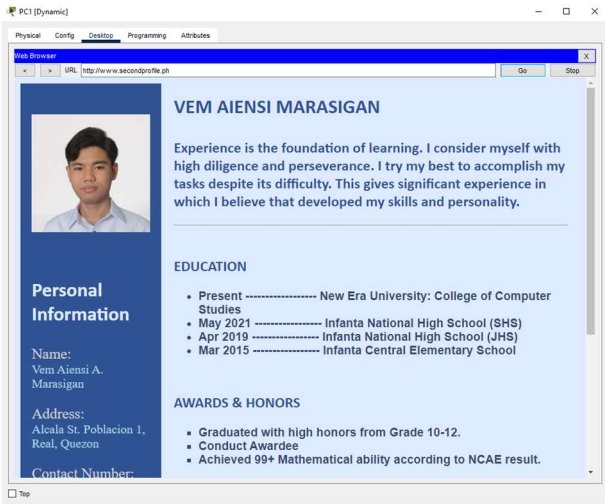 PC1 [Dynamic]
Physical Config Desktop Programming Attributes
Web Browser X
< > URL http://www.secondprofile.ph Go Stop
VEM AIENSI MARASIGAN
Experience is the foundation of learning. I consider myself with
high diligence and perseverance. I try my best to accomplish my
tasks despite its difficulty. This gives significant experience in
which I believe that developed my skills and personality.
Personal
Information
Name:
Vem Aiensi A.
Marasigan
Address:
Alcala St. Poblacion 1,
Real, Quezon
Contact Number:
EDUCATION
Present ------------------ New Era University: College of Computer
Studies
May 2021 ----------------- Infanta National High School (SHS)
Apr 2019 ----------------- Infanta National High School (JHS)
Mar 2015 ----------------- Infanta Central Elementary School
AWARDS & HONORS
Graduated with high honors from Grade 10-12.
Conduct Awardee
Achieved 99+ Mathematical ability according to NCAE result.
Top